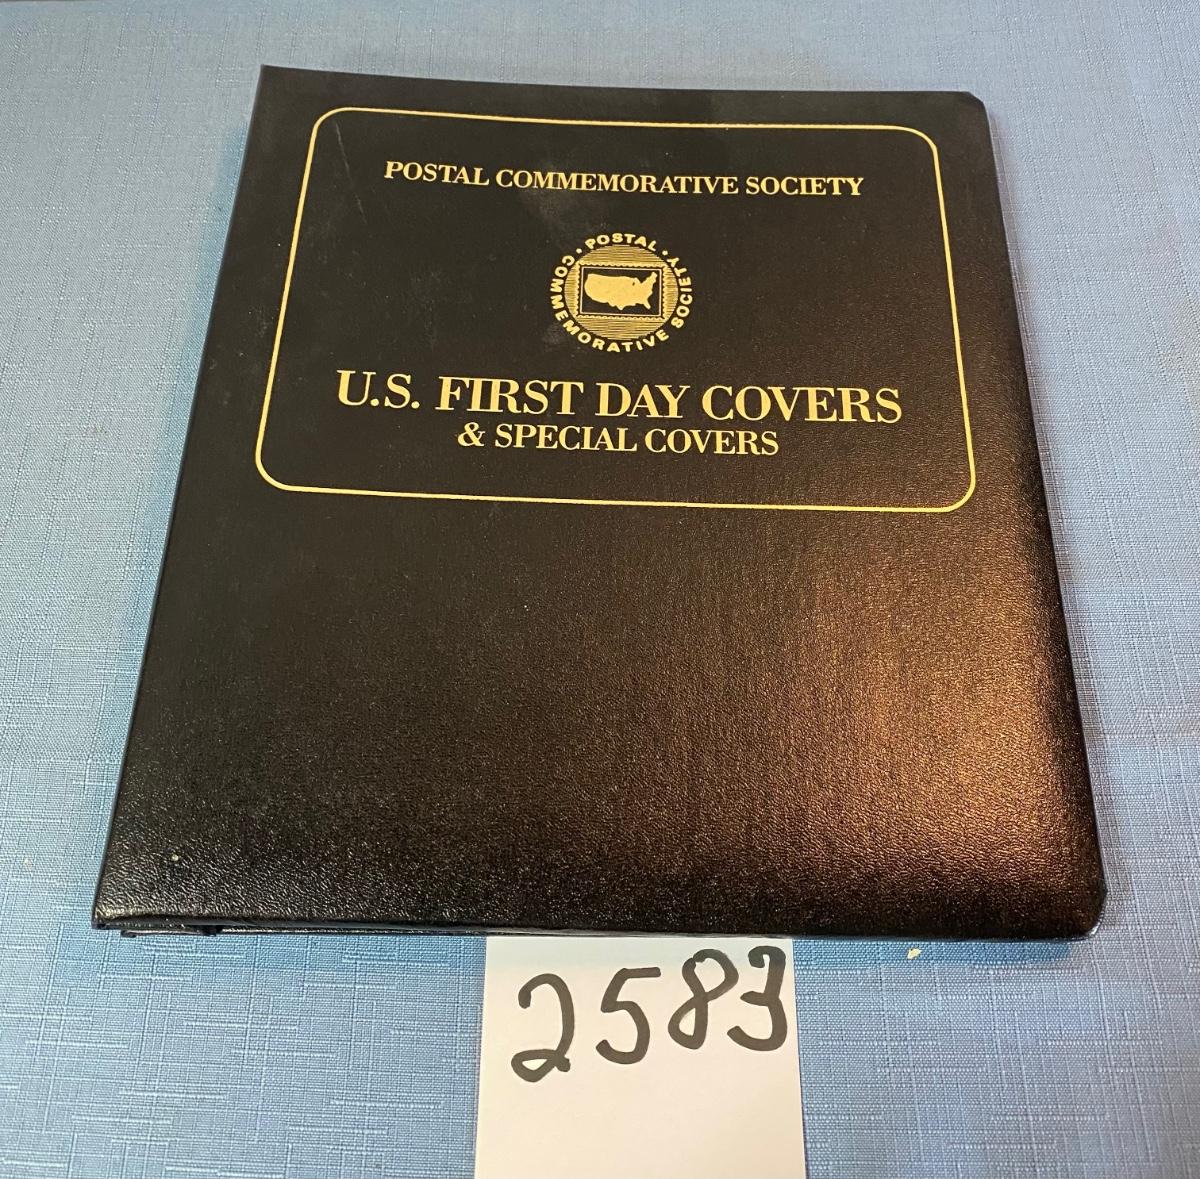 POSTAL COMMEMORATIVE SOCIETY
· POSTAL · COMMEMORATIVE SOCIETY
U.S. FIRST DAY COVERS
& SPECIAL COVERS
2583